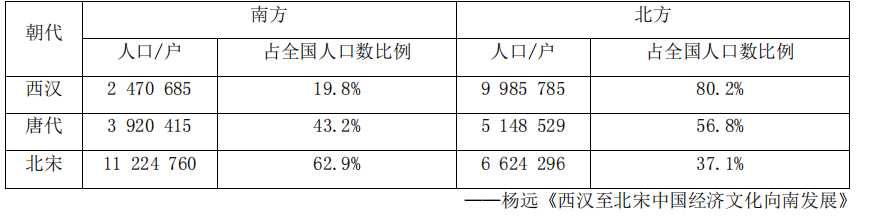 朝代 南方 北方
人口/户 占全国人口数比例 人口/户 占全国人口数比例
西汉 2 470 685 19.8% 9 985 785 80.2%
唐代 3 920 415 43.2% 5 148 529 56.8%
北宋 11 224 760 62.9% 6 624 296 37.1%
——杨远《西汉至北宋中国经济文化向南发展》